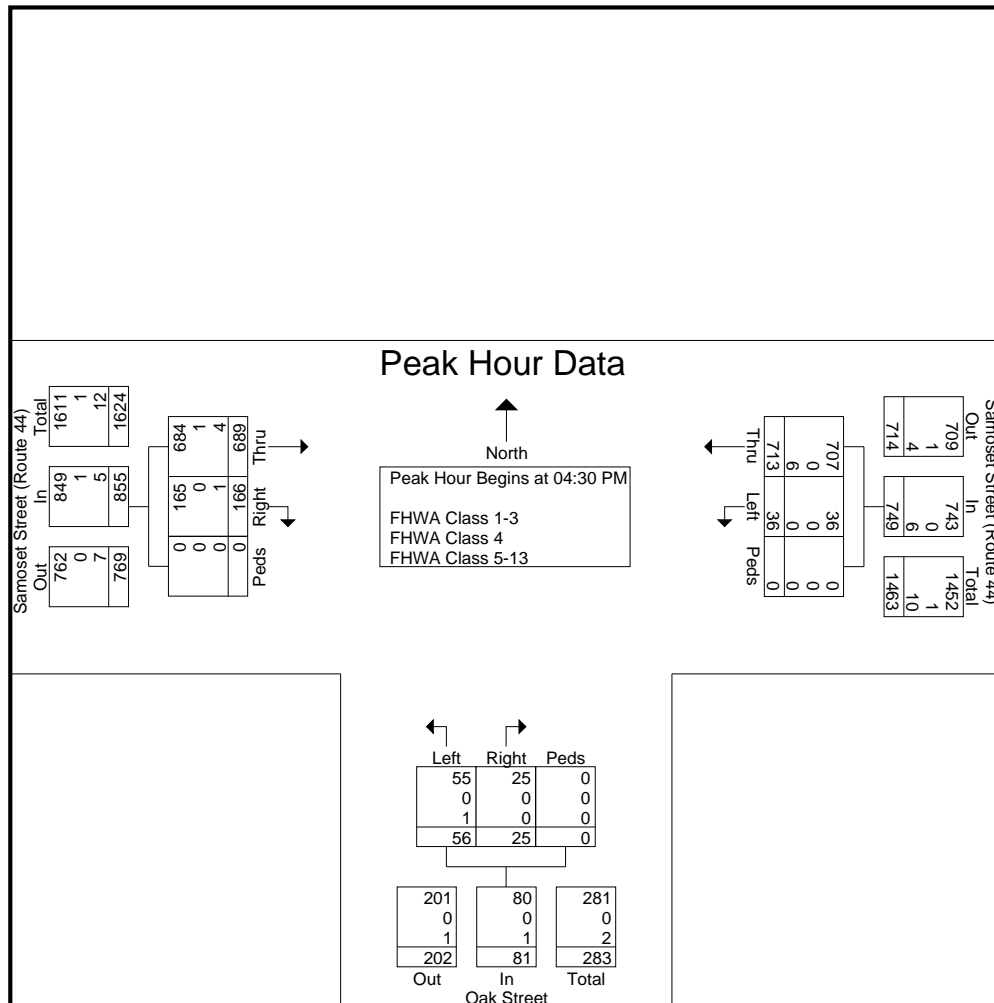 Peak Hour Data
North
Peak Hour Begins at 04:30 PM
FHWA Class 1-3
FHWA Class 4
FHWA Class 5-13
Samoset Street (Route 44)
Total In Out
1611 849 762
1 1 0
12 5 7
1624 855 769
Thru Right Peds
684 165 0
1 0 0
4 1 0
689 166 0
Samoset Street (Route 44)
Out In Total
709 743 1452
1 0 1
4 6 10
714 749 1463
Thru Left Peds
707 36 0
0 0 0
6 0 0
713 36 0
Left Right Peds
55 25 0
0 0 0
1 0 0
56 25 0
201 80 281
0 0 0
1 1 2
202 81 283
Out In Total
Oak Street